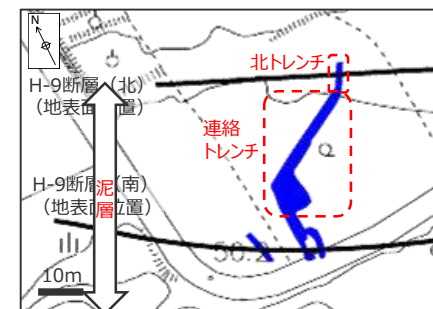 N
北トレンチ
H-9断層（北）
（地表面位置）
連絡
トレンチ
H-9断層（南）
（地表面位置）
泥
層
50.2
10m